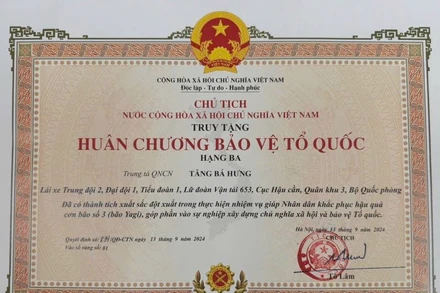 CỘNG HÒA XÃ HỘI CHỦ NGHĨA VIỆT NAM
Độc lập - Tự do - Hạnh phúc
CHỦ TỊCH
NƯỚC CỘNG HÒA XÃ HỘI CHỦ NGHĨA VIỆT NAM
TRUY TẶNG
HUÂN CHƯƠNG BẢO VỆ TỔ QUỐC
HẠNG BA
Trung tá QNCN TĂNG BÁ HƯNG
Lái xe Trung đội 2, Đại đội 1, Tiểu đoàn 1, Lữ đoàn Vận tải 653, Cục Hậu cần, Quân khu 3, Bộ Quốc phòng
Đã có thành tích xuất sắc đột xuất trong thực hiện nhiệm vụ giúp Nhân dân khắc phục hậu quả
cơn bão số 3 (bão Yagi), góp phần vào sự nghiệp xây dựng chủ nghĩa xã hội và bảo vệ Tổ quốc.
Hà Nội, ngày 13 tháng 9 năm 2024
Quyết định số: QĐ-CTN ngày 13 tháng 9 năm 2024
CHỦ TỊCH
Vào sổ vàng số: 01
Tô Lâm